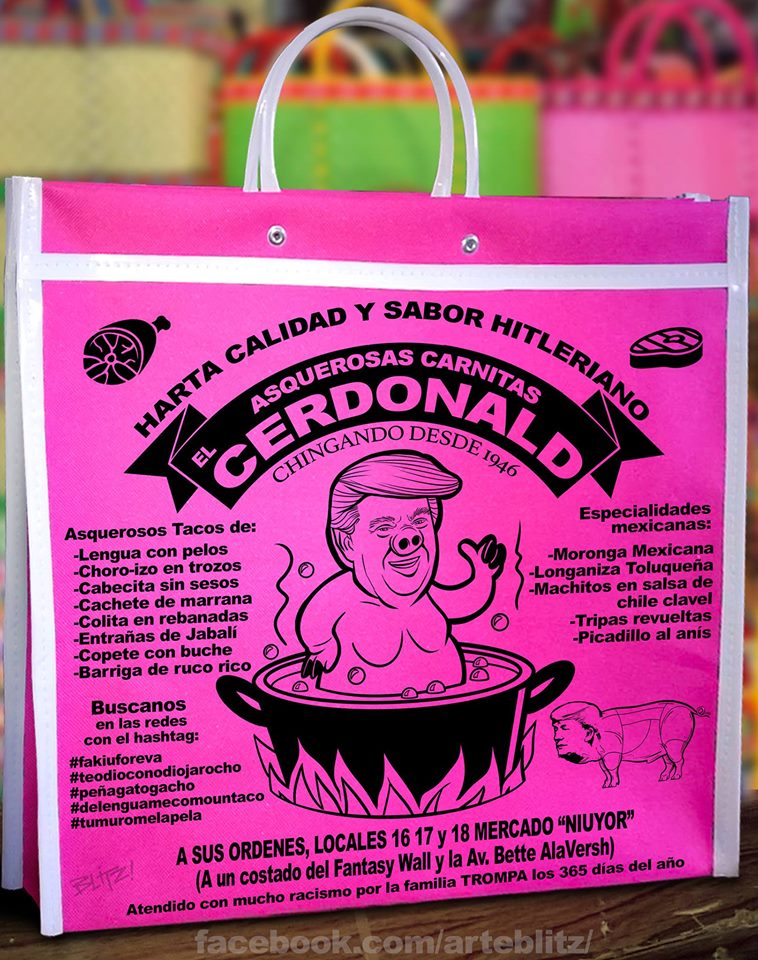 HARTA CALIDAD Y SABOR HITLERIANO
ASQUEROSAS CARNITAS
EL CERDONALD
CHINGANDO DESDE 1946
Asquerosos Tacos de:
-Lengua con pelos
-Choro-izo en trozos
-Cabecita sin sesos
-Cachete de marrana
-Colita en rebanadas
-Entrañas de Jabalí
-Copete con buche
-Barriga de ruco rico
Especialidades
mexicanas:
-Moronga Mexicana
-Longaniza Toluqueña
-Machitos en salsa de
chile clavel
-Tripas revueltas
-Picadillo al anís
Buscanos
en las redes
con el hashtag:
#fakiuforeva
#teodioconodiojarocho
#peñagatogacho
#delenguamecomountaco
#tumuromelapela
A SUS ORDENES, LOCALES 16 17 y 18 MERCADO "NIUYOR"
(A un costado del Fantasy Wall y la Av. Bette AlaVersh)
Atendido con mucho racismo por la familia TROMPA los 365 días del año
BLITZ!
facebook.com/arteblitz/